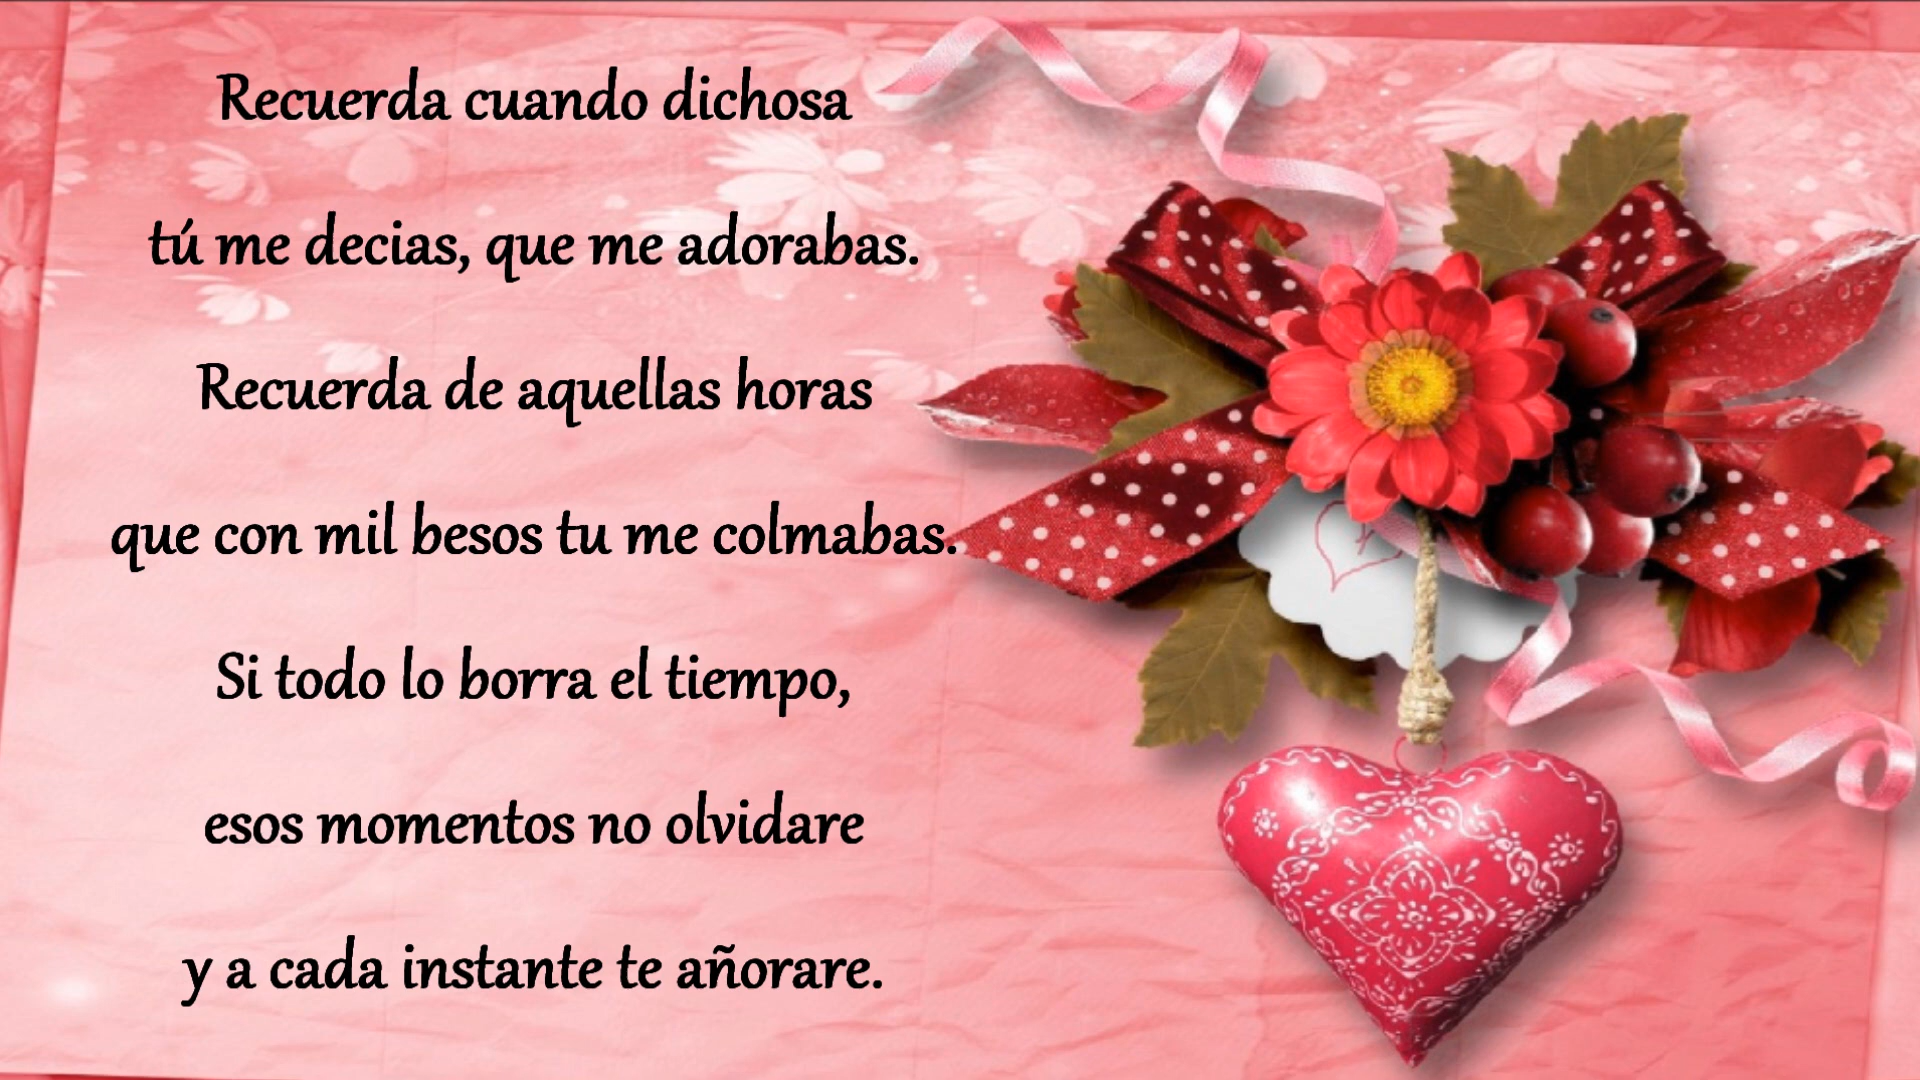 Recuerda cuando dichosa
tú me decias, que me adorabas.
Recuerda de aquellas horas
que con mil besos tu me colmabas.
Si todo lo borra el tiempo,
esos momentos no olvidare
y a cada instante te añorare.